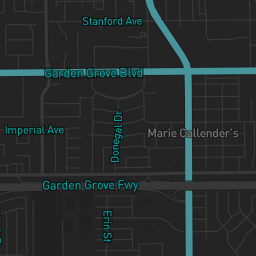 Stanford Ave
Garden Grove Blvd
Imperial Ave
Donegal Dr
Marie Callender's
Garden Grove Fwy
Erin St